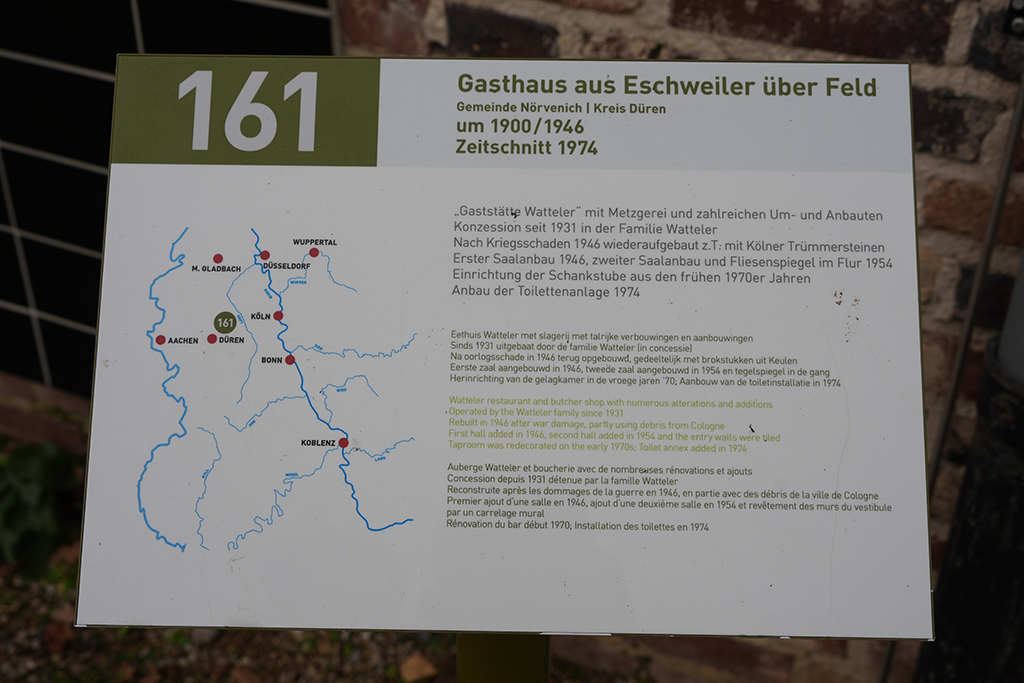 161
Gasthaus aus Eschweiler über Feld
Gemeinde Nörvenich | Kreis Düren
um 1900/1946
Zeitschnitt 1974
„Gaststätte Watteler" mit Metzgerei und zahlreichen Um- und Anbauten
Konzession seit 1931 in der Familie Watteler
Nach Kriegsschaden 1946 wiederaufgebaut z.T. mit Kölner Trümmersteinen
Erster Saalanbau 1946, zweiter Saalanbau und Fliesenspiegel im Flur 1954
Einrichtung der Schankstube aus den frühen 1970er Jahren
Anbau der Toilettenanlage 1974
Eethuis Watteler met slagerij met talrijke verbouwingen en aanbouwingen
Sinds 1931 uitgebaat door de familie Watteler (in concessie)
Na oorlogsschade in 1946 terug opgebouwd, gedeeltelijk met brokstukken uit Keulen
Eerste zaal aangebouwd in 1946, tweede zaal aangebouwd in 1954 en tegelspiegel in de gang
Herinrichting van de gelagkamer in de vroege jaren '70; Aanbouw van de toiletinstallatie in 1974
Watteler restaurant and butcher shop with numerous alterations and additions
Operated by the Watteler family since 1931
Rebuilt in 1946 after war damage, partly using debris from Cologne
First hall added in 1946, second hall added in 1954 and the entry walls were tiled
Taproom was redecorated on the early 1970s; Toilet annex added in 1974
Auberge Watteler et boucherie avec de nombreuses rénovations et ajouts
Concession depuis 1931 détenue par la famille Watteler
Reconstruite après les dommages de la guerre en 1946, en partie avec des débris de la ville de Cologne
Premier ajout d'une salle en 1946, ajout d'une deuxième salle en 1954 et revêtement des murs du vestibule
par un carrelage mural
Rénovation du bar début 1970; Installation des toilettes en 1974
WUPPERTAL
M. GLADBACH
DÜSSELDORF
WUPPER
KÖLN
161
AACHEN
DÜREN
BONN
SIEG
WIED
AHR
KOBLENZ
LAHN
MOSEL